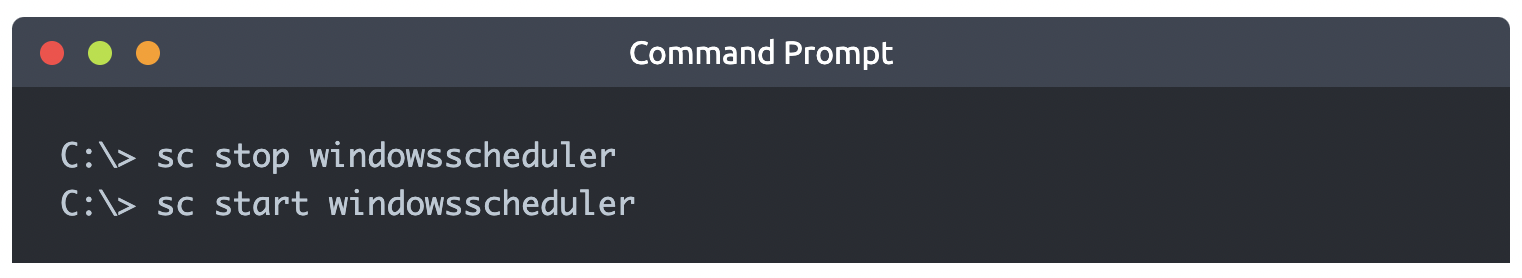 Command Prompt
C:\> sc stop windowsscheduler
C:\> sc start windowsscheduler